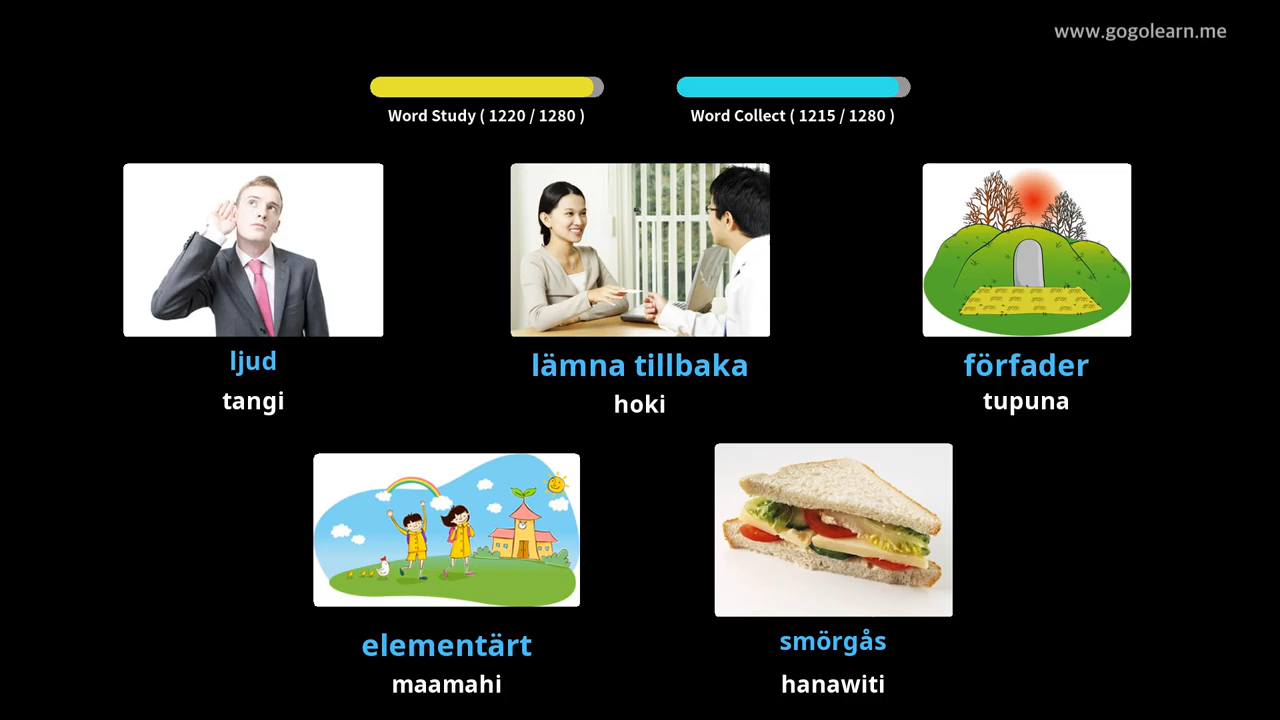 www.gogolearn.me
Word Study ( 1220 / 1280 )
Word Collect ( 1215 / 1280 )
ljud
tangi
lämna tillbaka
hoki
förfader
tupuna
elementärt
maamahi
smörgås
hanawiti